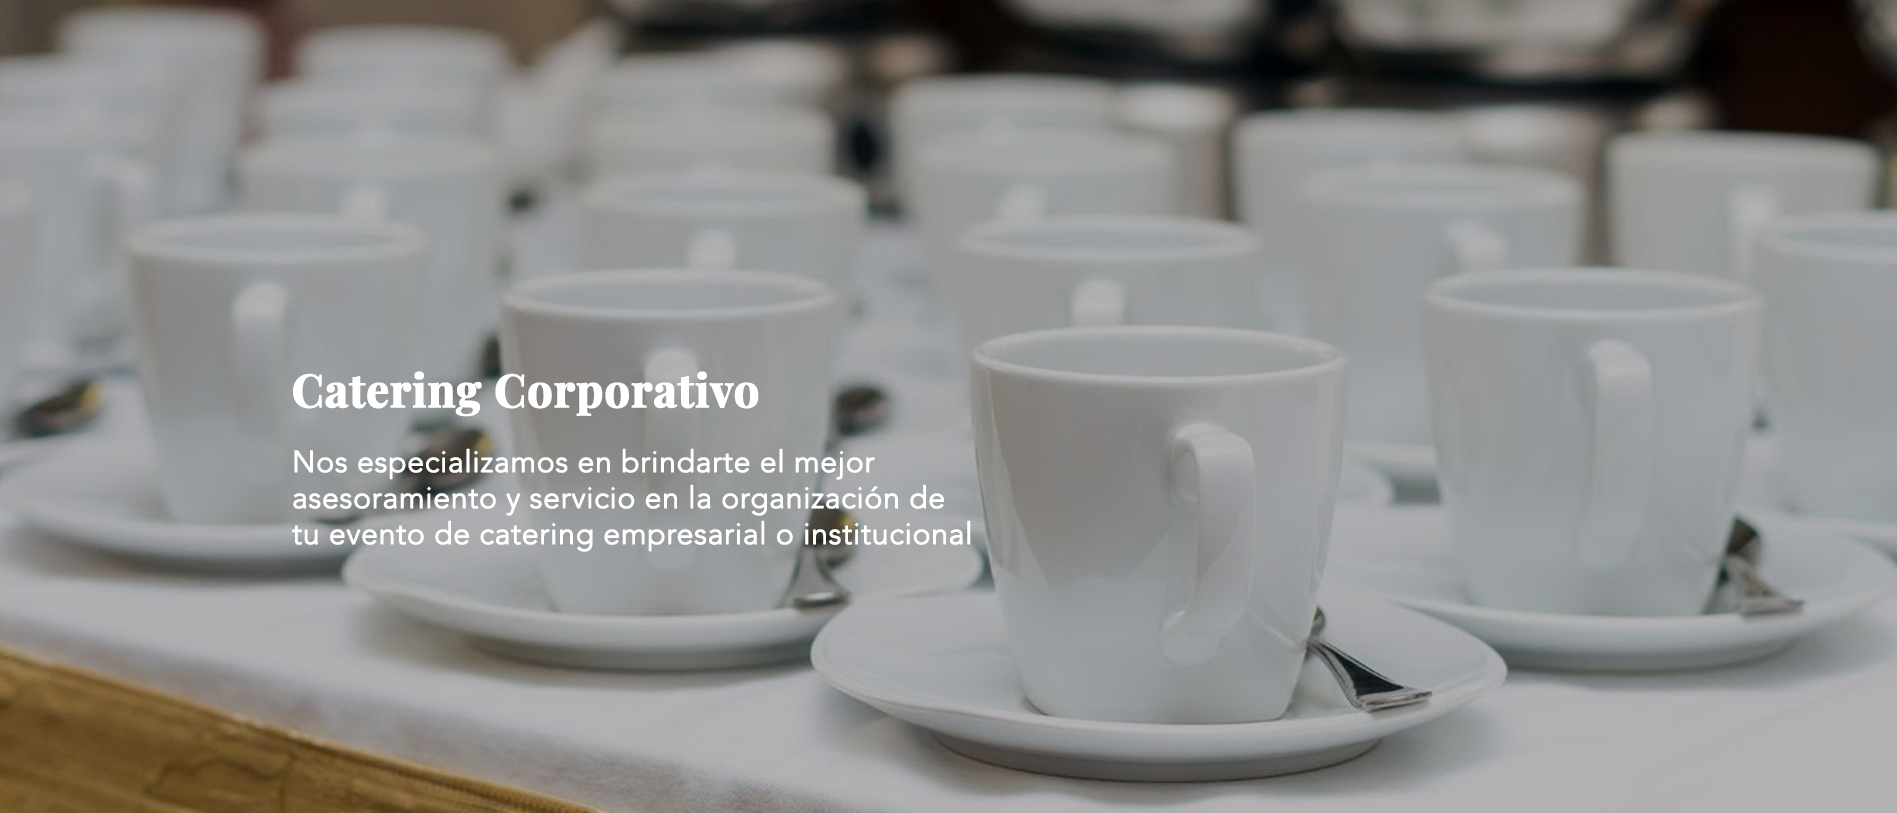 Catering Corporativo
Nos especializamos en brindarte el mejor
asesoramiento y servicio en la organización de
tu evento de catering empresarial o institucional